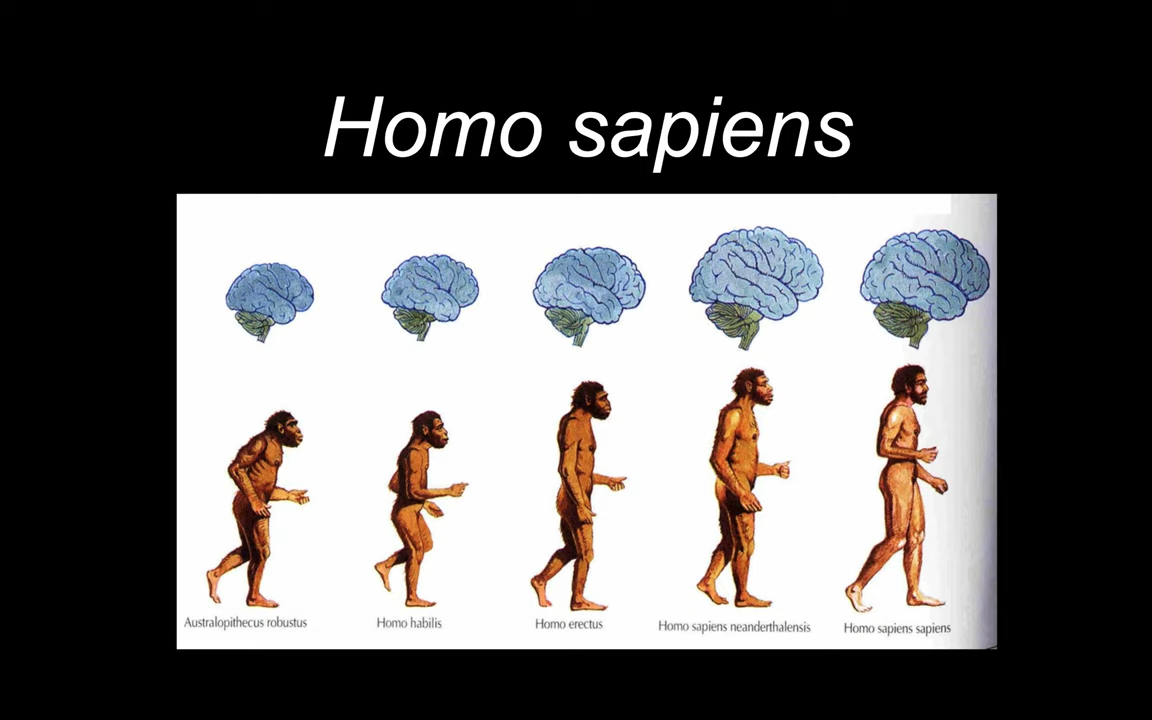 Homo sapiens
Australopithecus robustus
Homo habilis
Homo erectus
Homo sapiens neanderthalensis
Homo sapiens sapiens